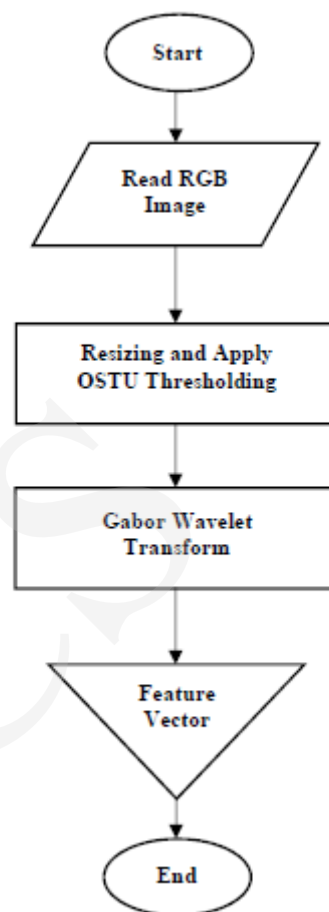 Start
Read RGB
Image
Resizing and Apply
OSTU Thresholding
Gabor Wavelet
Transform
Feature
Vector
End